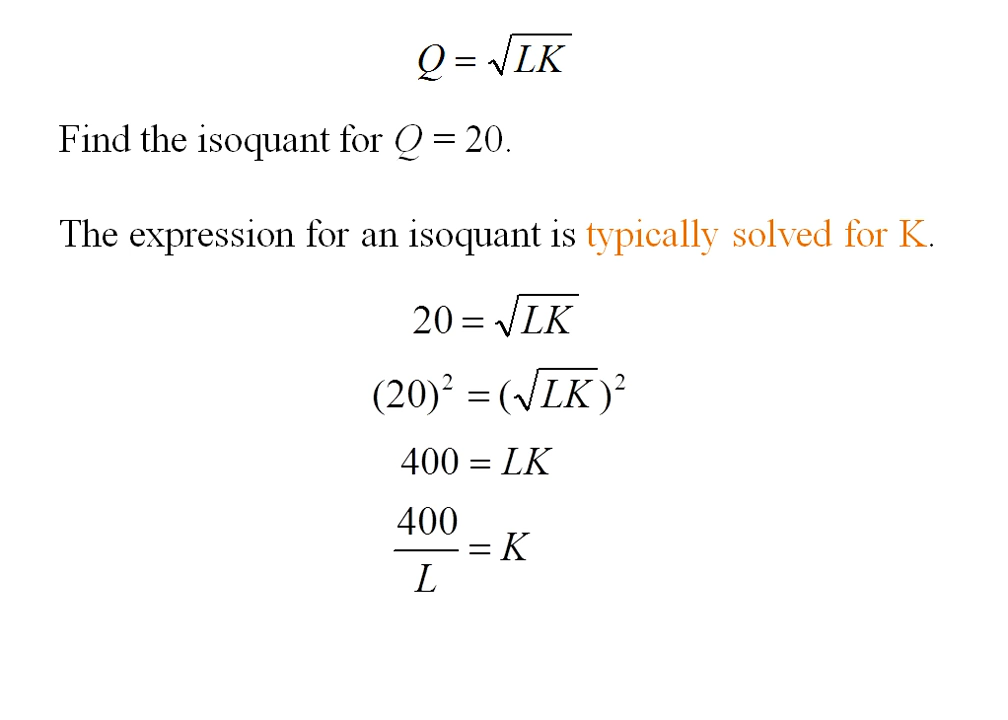 Q = √LK
Find the isoquant for Q = 20.
The expression for an isoquant is typically solved for K.
20 = √LK
(20)² = (√LK)²
400 = LK
400/L = K